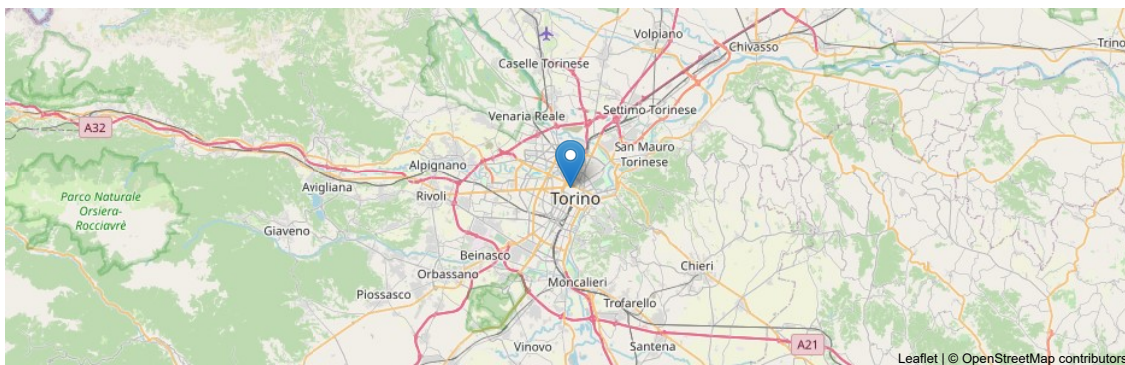 Volpiano
Chivasso
Trino
Caselle Torinese
Settimo Torinese
Venaria Reale
A32
San Mauro
Torinese
Alpignano
Avigliana
Rivoli
Parco Naturale
Orsiera-
Rocciavrè
Torino
Giaveno
Beinasco
Orbassano
Chieri
Moncalieri
Piossasco
Trofarello
Vinovo
Santena
A21
Leaflet | © OpenStreetMap contributors